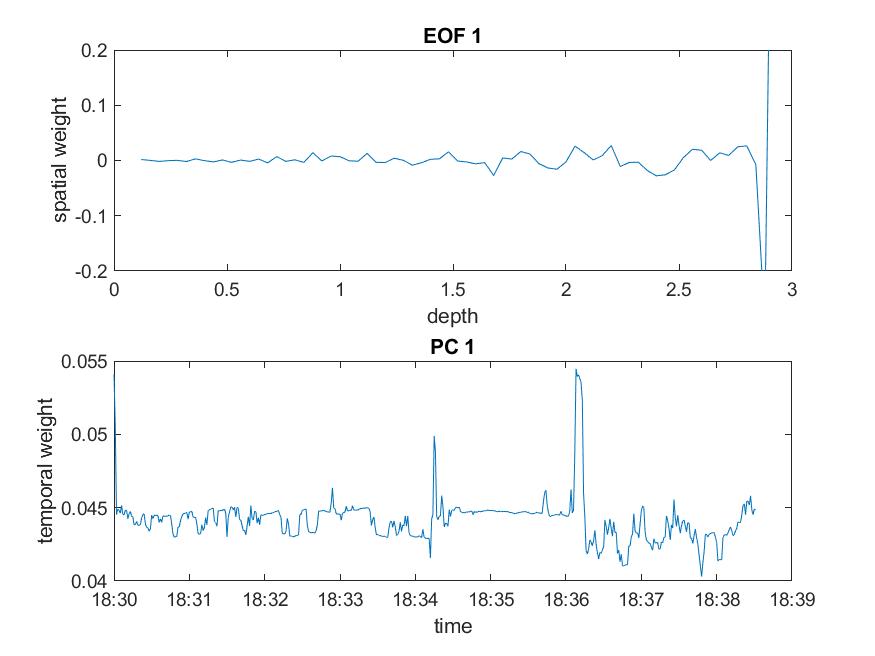 EOF 1
0.2
0.1
0
-0.1
-0.2
spatial weight
0 0.5 1 1.5 2 2.5 3
depth
PC 1
0.055
0.05
0.045
0.04
temporal weight
18:30 18:31 18:32 18:33 18:34 18:35 18:36 18:37 18:38 18:39
time